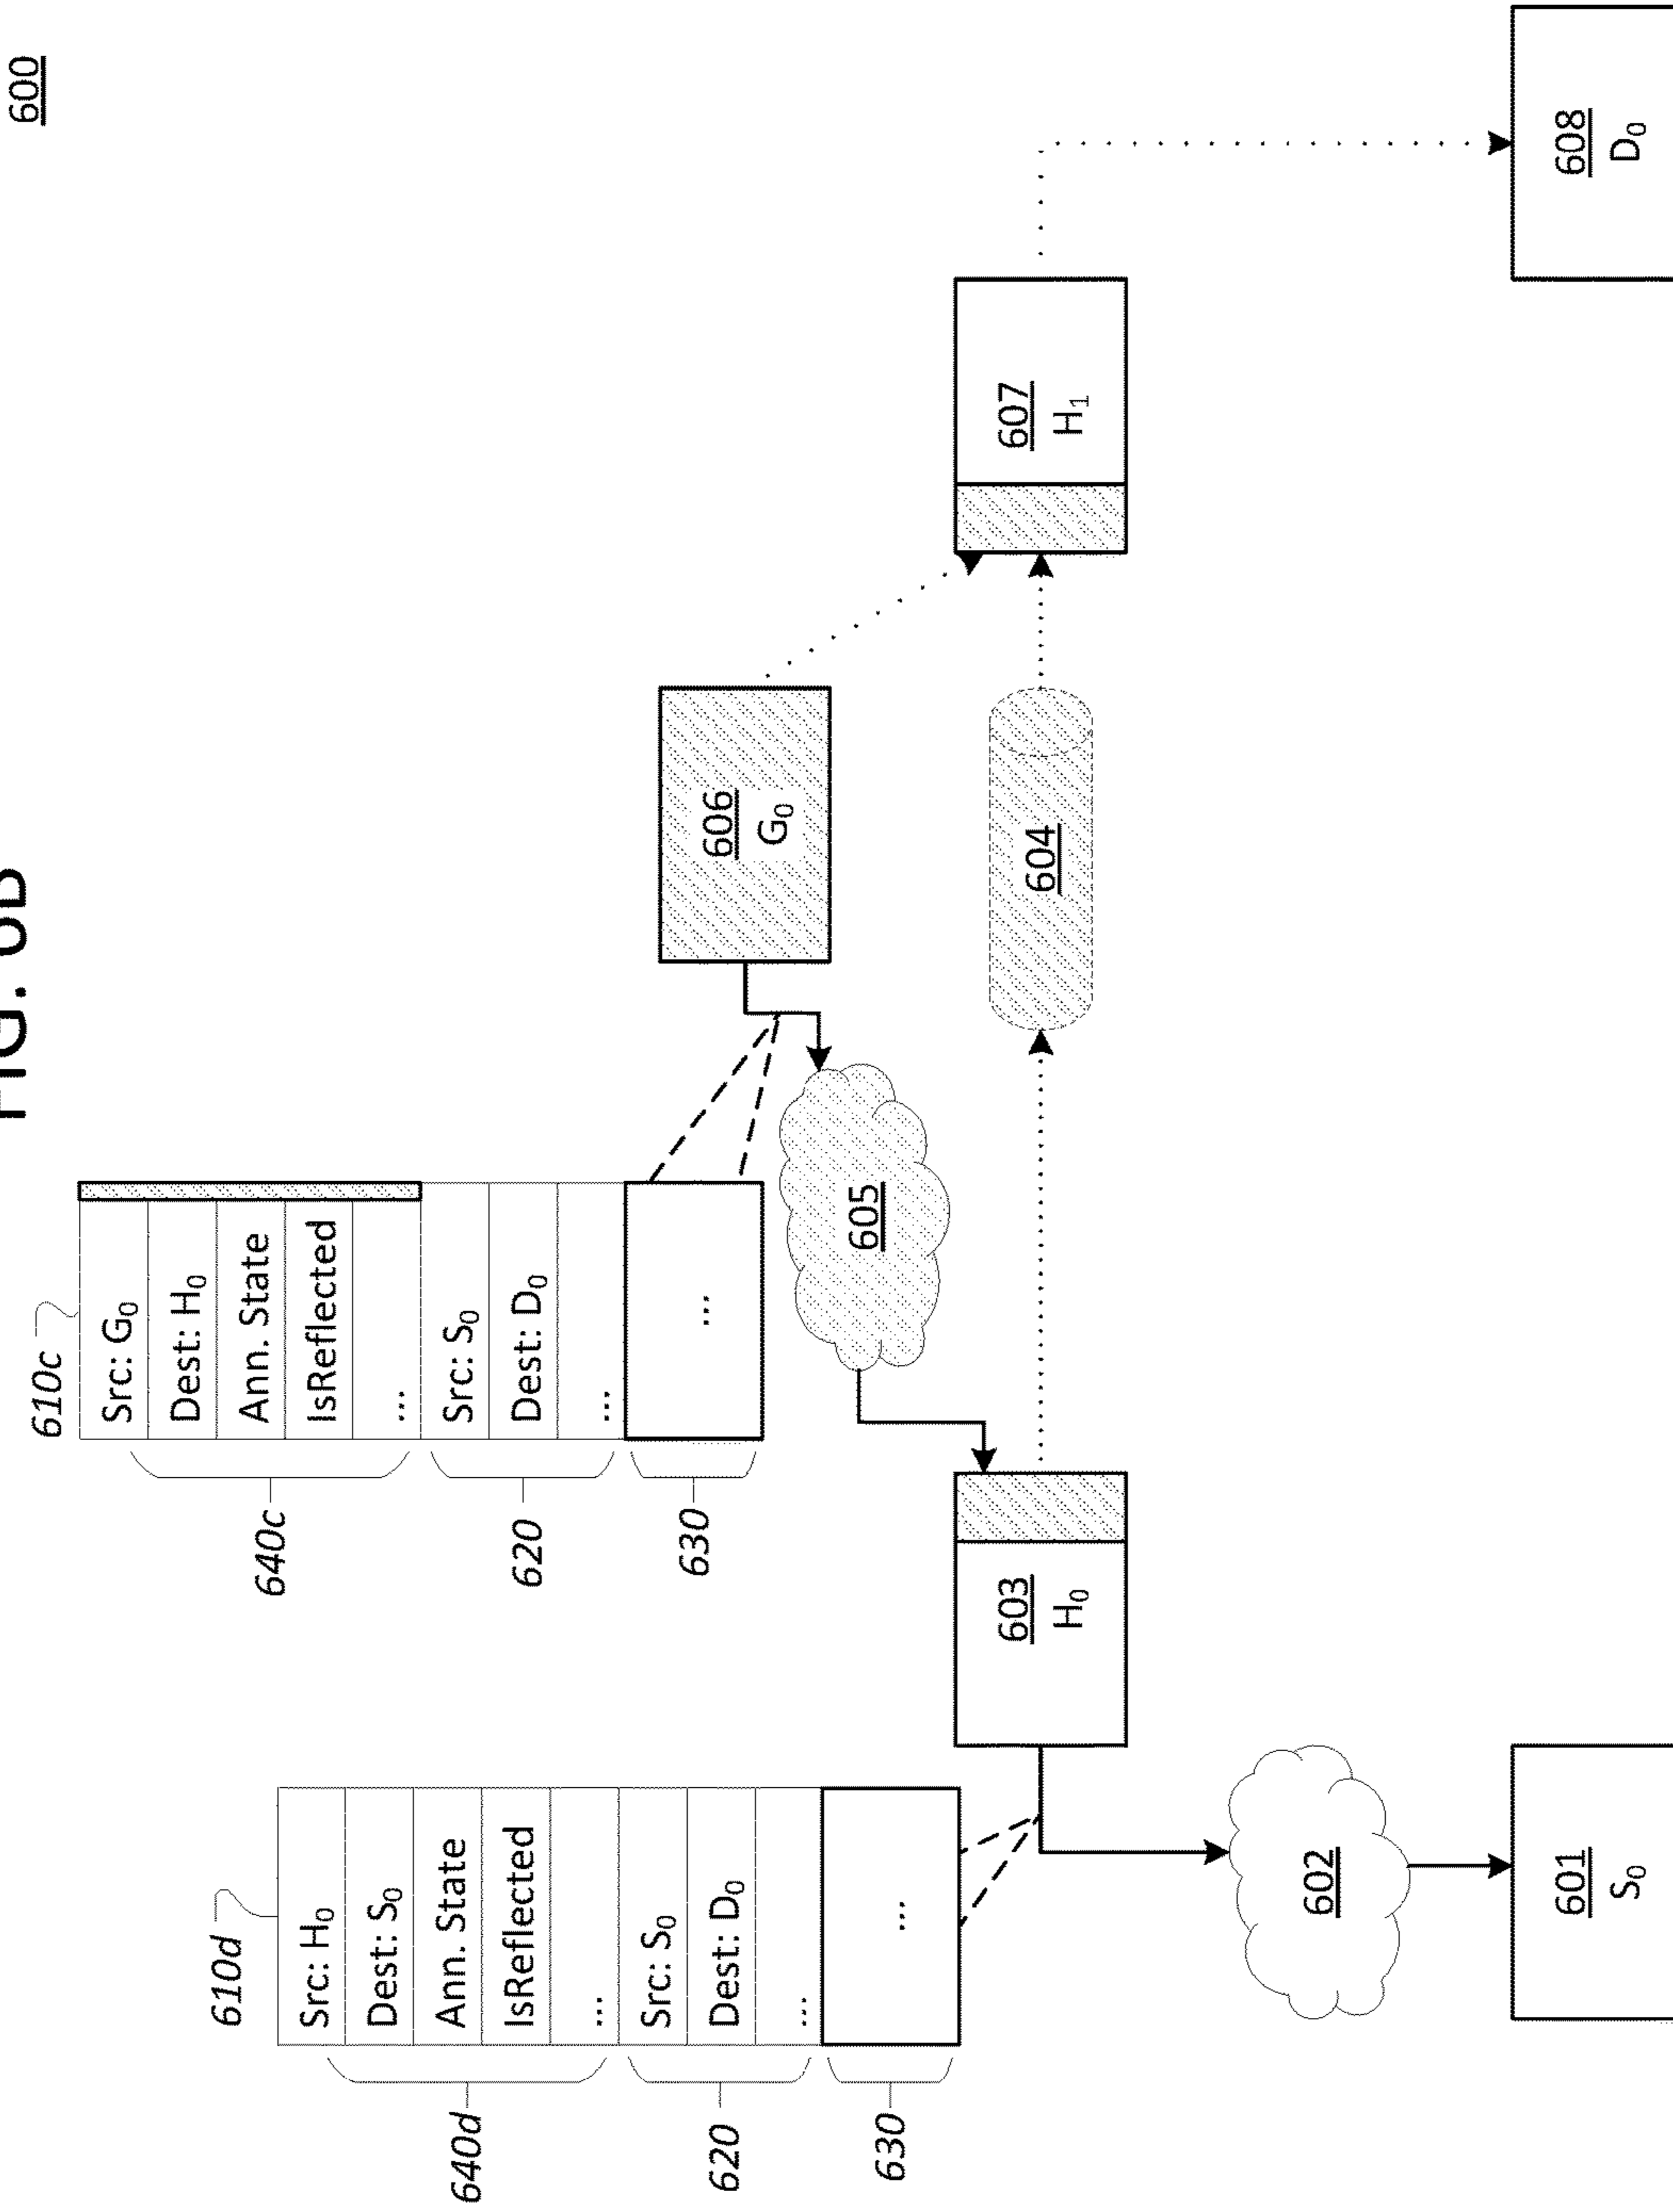 FIG. 6B
600
610c
Src: G₀
Dest: H₀
Ann. State
IsReflected
...
Src: S₀
Dest: D₀
...
...
640c
620
630
610d
Src: H₀
Dest: S₀
Ann. State
IsReflected
...
Src: S₀
Dest: D₀
...
...
640d
620
630
606
G₀
605
603
H₀
604
607
H₁
602
601
S₀
608
D₀